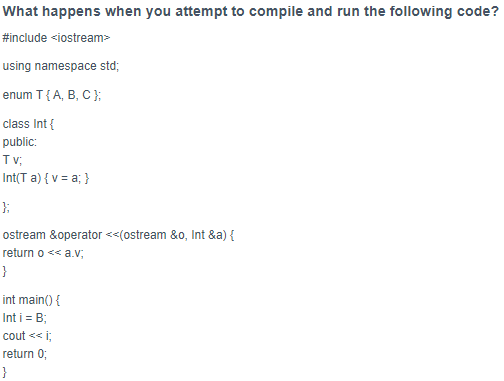 What happens when you attempt to compile and run the following code?
#include <iostream>
using namespace std;
enum T { A, B, C };
class Int {
public:
T v;
Int(T a) { v = a; }
};
ostream &operator <<(ostream &o, Int &a) {
return o << a.v;
}
int main() {
Int i = B;
cout << i;
return 0;
}